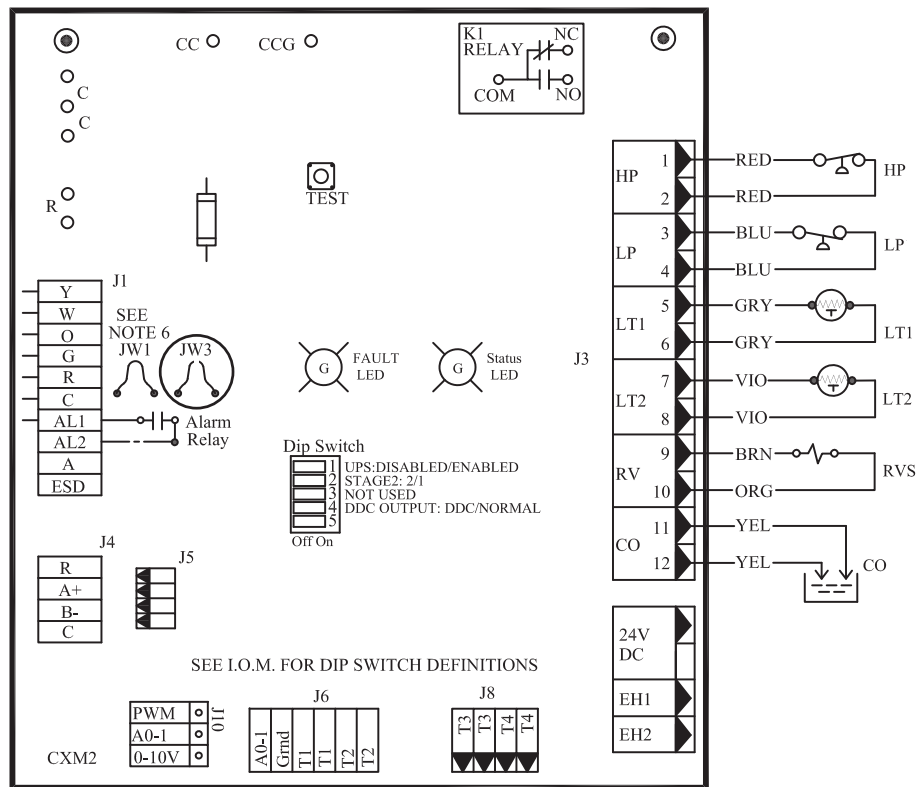 CC
CCG
K1
RELAY
NC
COM
NO
C
C
R
TEST
HP
1
2
RED
RED
HP
LP
3
4
BLU
BLU
LP
LT1
5
6
GRY
GRY
LT1
LT2
7
8
VIO
VIO
LT2
RV
9
10
BRN
ORG
RVS
CO
11
12
YEL
YEL
CO
J3
J1
Y
W
O
G
R
C
AL1
AL2
A
ESD
SEE
NOTE 6
JW1
JW3
Alarm
Relay
G
FAULT
LED
G
Status
LED
Dip Switch
1 UPS:DISABLED/ENABLED
2 STAGE2: 2/1
3 NOT USED
4 DDC OUTPUT: DDC/NORMAL
5
Off On
J4
R
A+
B-
C
J5
24V
DC
EH1
EH2
SEE I.O.M. FOR DIP SWITCH DEFINITIONS
J10
PWM
A0-1
0-10V
CXM2
J6
A0-1
Grnd
T1
T1
T2
T2
J8
T3
T3
T4
T4